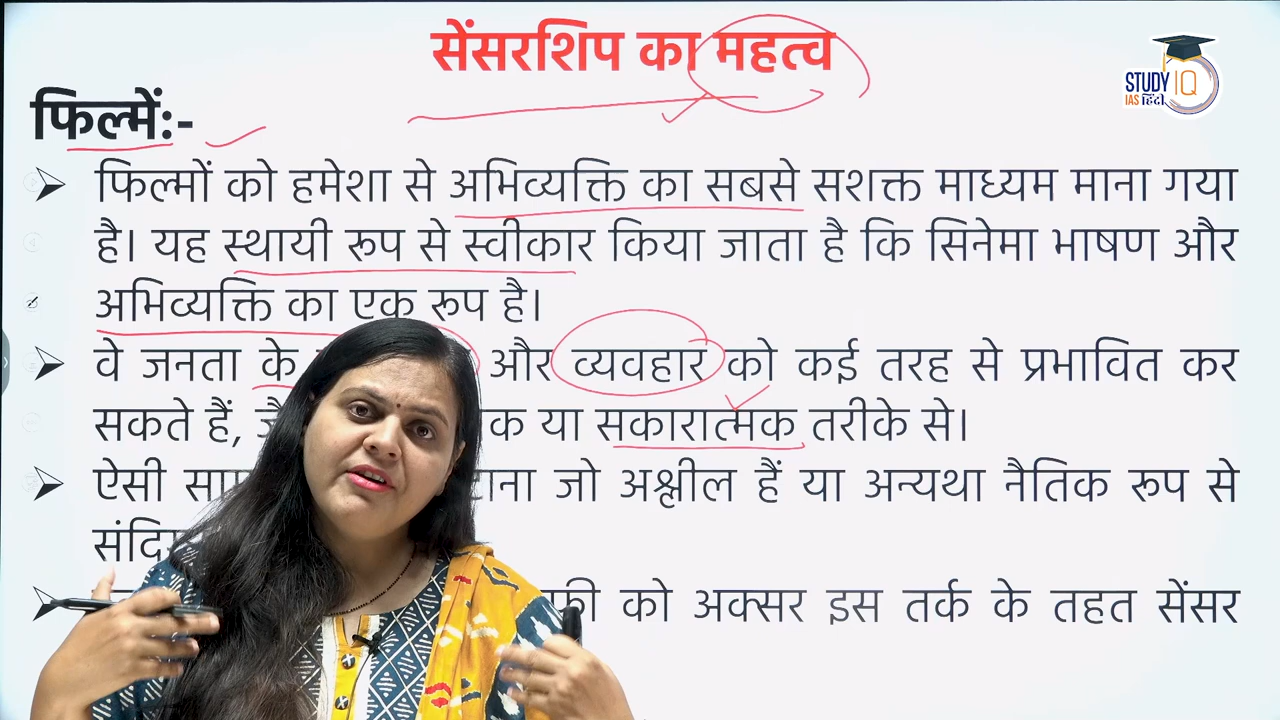 सेंसरशिप का महत्व
STUDY IQ
IAS हिंदी
फिल्में:-
फिल्मों को हमेशा से अभिव्यक्ति का सबसे सशक्त माध्यम माना गया
है। यह स्थायी रूप से स्वीकार किया जाता है कि सिनेमा भाषण और
अभिव्यक्ति का एक रूप है।
वे जनता के और व्यवहार को कई तरह से प्रभावित कर
सकते हैं, या सकारात्मक तरीके से।
ऐसी जो अश्लील हैं या अन्यथा नैतिक रूप से
को अक्सर इस तर्क के तहत सेंसर